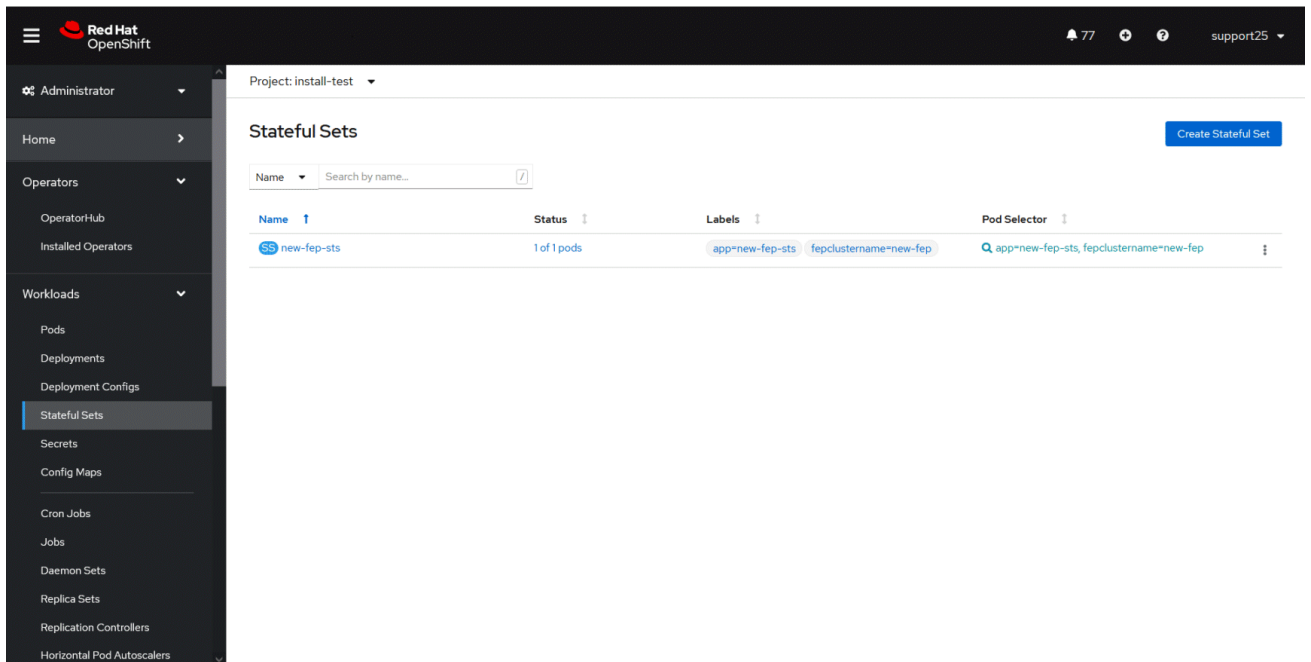 Red Hat
OpenShift
77
support25
Administrator
Home
Operators
OperatorHub
Installed Operators
Workloads
Pods
Deployments
Deployment Configs
Stateful Sets
Secrets
Config Maps
Cron Jobs
Jobs
Daemon Sets
Replica Sets
Replication Controllers
Horizontal Pod Autoscalers
Project: install-test
Stateful Sets
Create Stateful Set
Name Search by name... /
Name Status Labels Pod Selector
SS new-fep-sts 1 of 1 pods app=new-fep-sts fepclustername=new-fep app=new-fep-sts, fepclustername=new-fep